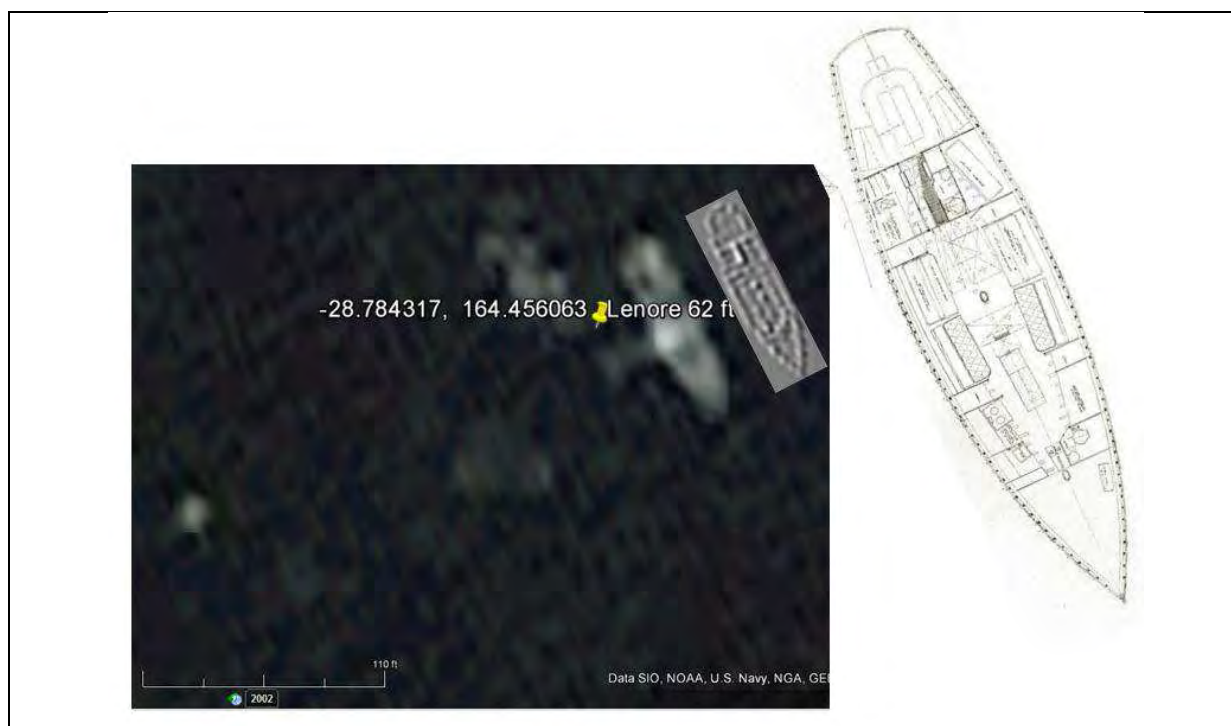 -28.784317, 164.456063 Lenore 62 ft
110 ft
2002
Data SIO, NOAA, U.S. Navy, NGA, GE